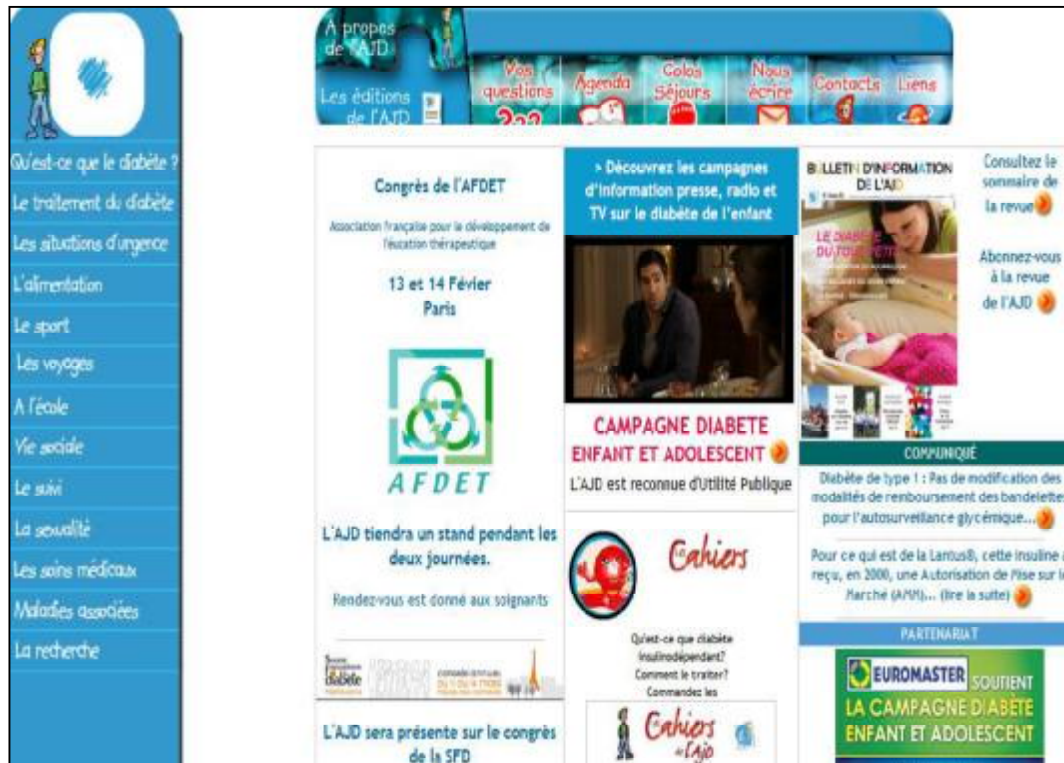 Qu'est-ce que le diabète ?
Le traitement du diabète
Les situations d'urgence
L'alimentation
Le sport
Les voyages
A l'école
Vie sociale
Le suivi
La sexualité
Les soins médicaux
Maladies associées
La recherche
A propos
de l'AJD
Les éditions
de l'AJD
Vos
questions
???
Agenda
Colos
Séjours
Nous
écrire
Contacts
Liens
Congrès de l'AFDET
Association française pour le développement de
l'éucation thérapeutique
13 et 14 Févier
Paris
AFDET
L'AJD tiendra un stand pendant les
deux journées.
Rendez-vous est donné aux soignants
diabète
L'AJD sera présente sur le congrès
de la SFD
> Découvrez les campagnes
d'information presse, radio et
TV sur le diabète de l'enfant
CAMPAGNE DIABETE
ENFANT ET ADOLESCENT
L'AJD est reconnue d'Utilité Publique
Les Cahiers
Qu'est-ce que diabète
insulinodépendant?
Comment le traiter?
Commandez les
Les Cahiers
de l'Ajd
BULLETIN D'INFORMATION
DE L'AJD
LE DIABÈTE
DU TOUT PETIT
Consultez le
sommaire de
la revue
Abonnez-vous
à la revue
de l'AJD
COMMUNIQUÉ
Diabète de type 1 : Pas de modification des
modalités de remboursement des bandelettes
pour l'autosurveillance glycémique...
Pour ce qui est de la Lantus®, cette insuline a
reçu, en 2000, une Autorisation de Mise sur le
Marché (AMM)... (lire la suite)
PARTENARIAT
EUROMASTER SOUTIENT
LA CAMPAGNE DIABÈTE
ENFANT ET ADOLESCENT